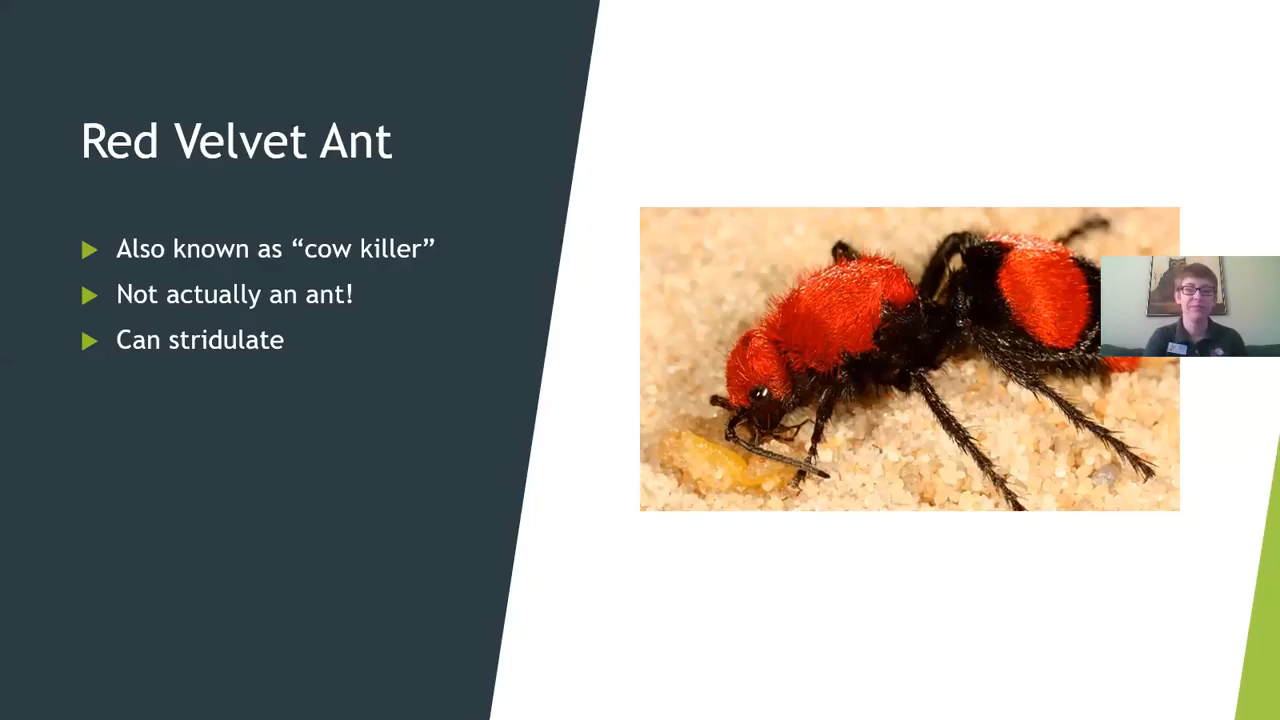 Red Velvet Ant
Also known as “cow killer”
Not actually an ant!
Can stridulate